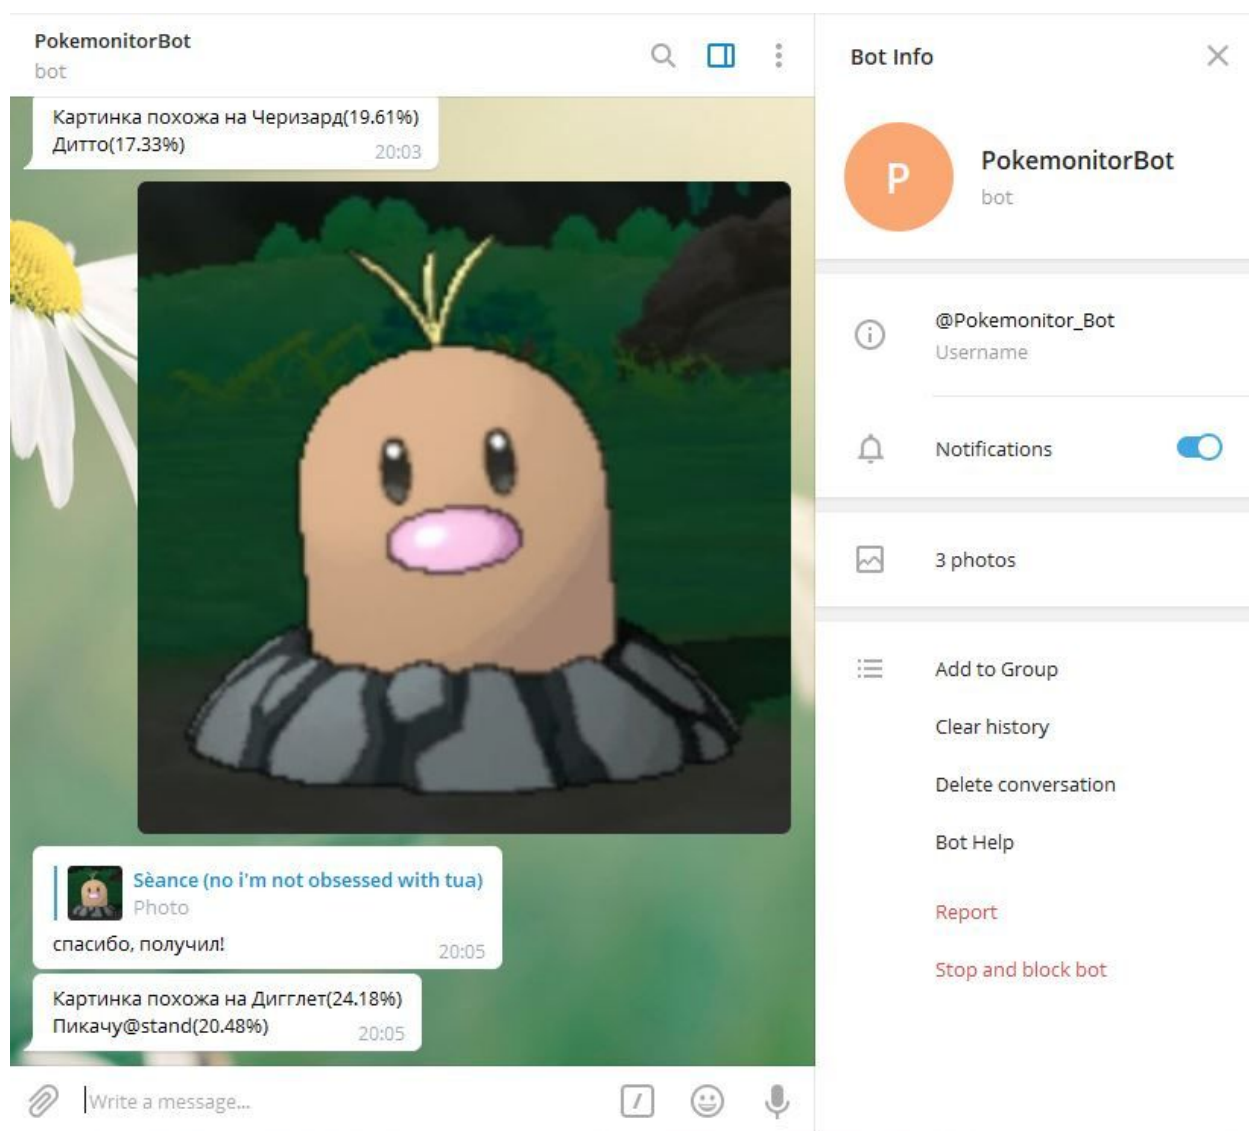 PokemonitorBot
bot
Картинка похожа на Черизард(19.61%)
Дитто(17.33%)
20:03
Sèance (no i'm not obsessed with tua)
Photo
спасибо, получил!
20:05
Картинка похожа на Дигглет(24.18%)
Пикачу@stand(20.48%)
20:05
Write a message...
Bot Info
P
PokemonitorBot
bot
@Pokemonitor_Bot
Username
Notifications
3 photos
Add to Group
Clear history
Delete conversation
Bot Help
Report
Stop and block bot